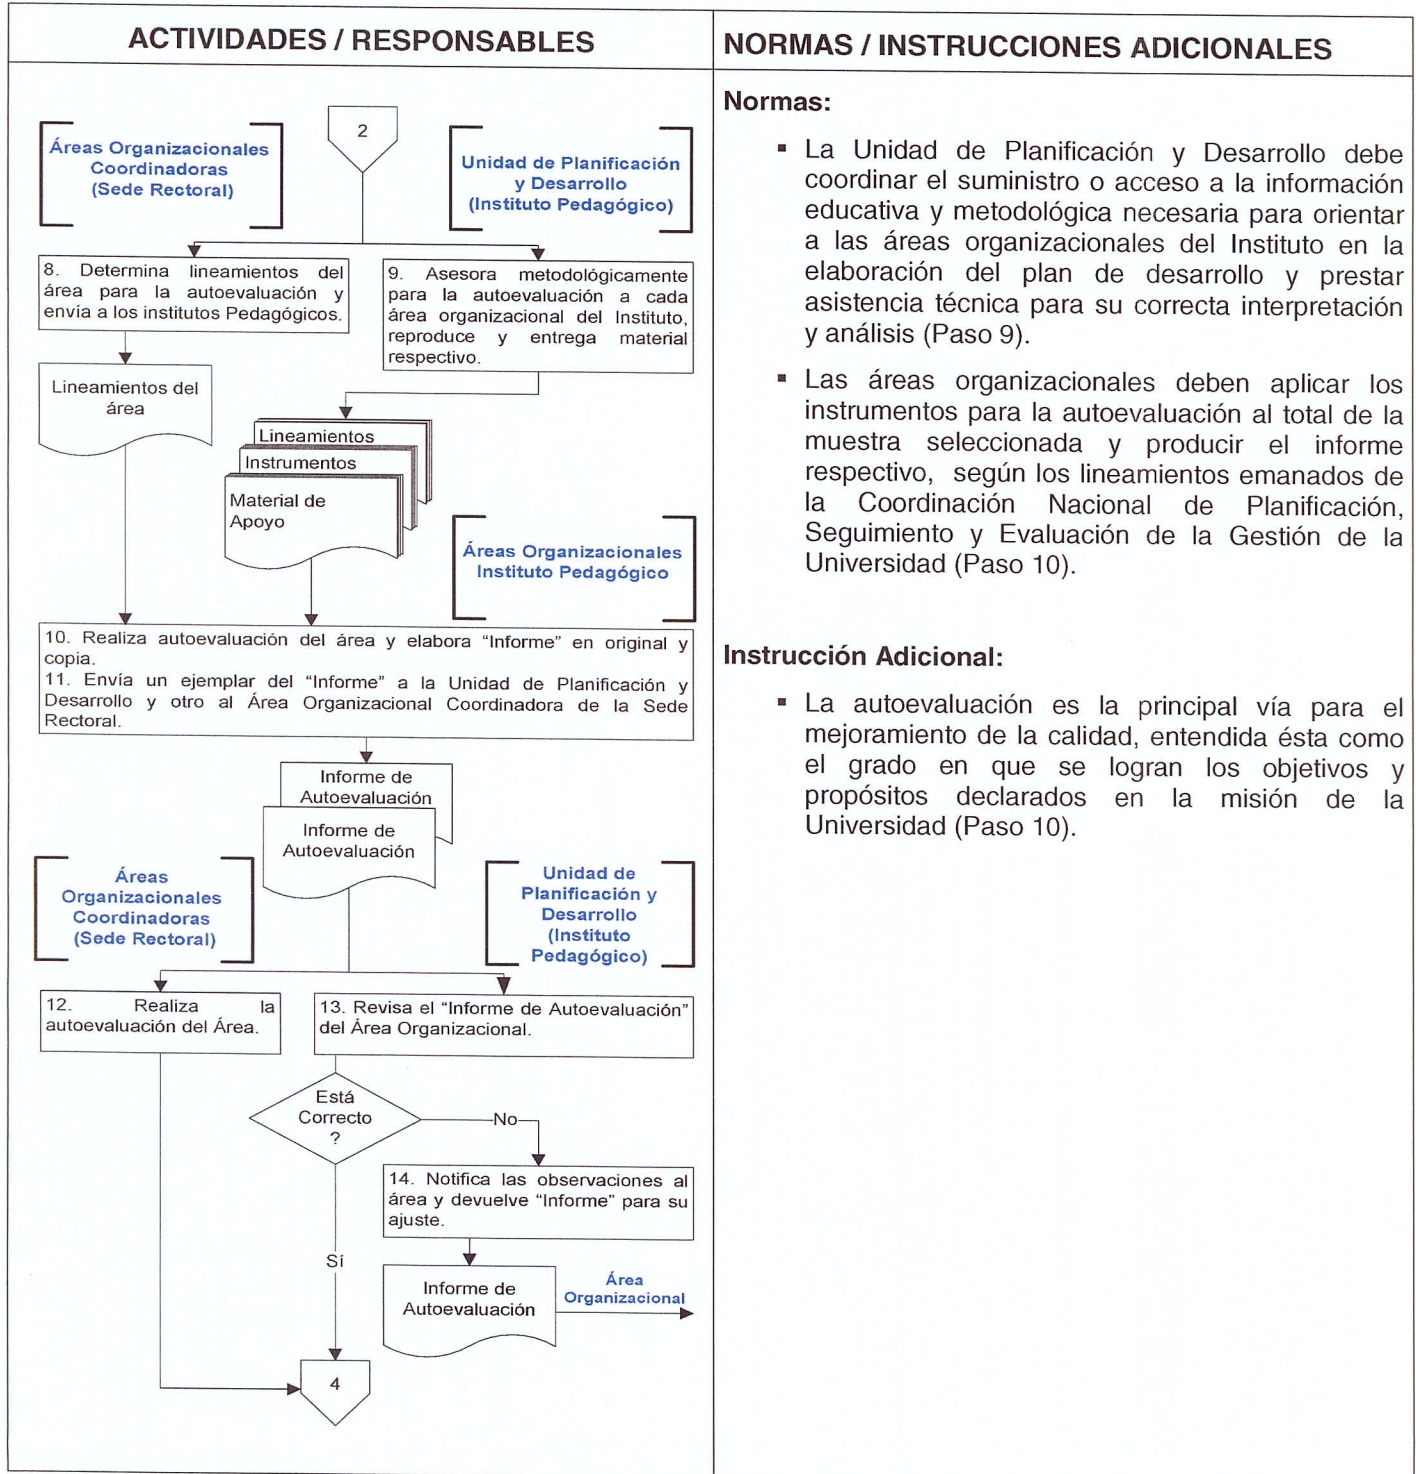 ACTIVIDADES / RESPONSABLES
NORMAS / INSTRUCCIONES ADICIONALES
2
Áreas Organizacionales
Coordinadoras
(Sede Rectoral)
Unidad de Planificación
y Desarrollo
(Instituto Pedagógico)
8. Determina lineamientos del
área para la autoevaluación y
envía a los institutos Pedagógicos.
9. Asesora metodológicamente
para la autoevaluación a cada
área organizacional del Instituto,
reproduce y entrega material
respectivo.
Lineamientos del
área
Lineamientos
Instrumentos
Material de
Apoyo
Áreas Organizacionales
Instituto Pedagógico
10. Realiza autoevaluación del área y elabora “Informe” en original y
copia.
11. Envía un ejemplar del “Informe” a la Unidad de Planificación y
Desarrollo y otro al Área Organizacional Coordinadora de la Sede
Rectoral.
Informe de
Autoevaluación
Informe de
Autoevaluación
Áreas
Organizacionales
Coordinadoras
(Sede Rectoral)
Unidad de
Planificación y
Desarrollo
(Instituto
Pedagógico)
12. Realiza la
autoevaluación del Área.
13. Revisa el “Informe de Autoevaluación”
del Área Organizacional.
Está
Correcto
?
No
14. Notifica las observaciones al
área y devuelve “Informe” para su
ajuste.
Sí
Informe de
Autoevaluación
Área
Organizacional
4
Normas:
▪ La Unidad de Planificación y Desarrollo debe
coordinar el suministro o acceso a la información
educativa y metodológica necesaria para orientar
a las áreas organizacionales del Instituto en la
elaboración del plan de desarrollo y prestar
asistencia técnica para su correcta interpretación
y análisis (Paso 9).
▪ Las áreas organizacionales deben aplicar los
instrumentos para la autoevaluación al total de la
muestra seleccionada y producir el informe
respectivo, según los lineamientos emanados de
la Coordinación Nacional de Planificación,
Seguimiento y Evaluación de la Gestión de la
Universidad (Paso 10).
Instrucción Adicional:
▪ La autoevaluación es la principal vía para el
mejoramiento de la calidad, entendida ésta como
el grado en que se logran los objetivos y
propósitos declarados en la misión de la
Universidad (Paso 10).